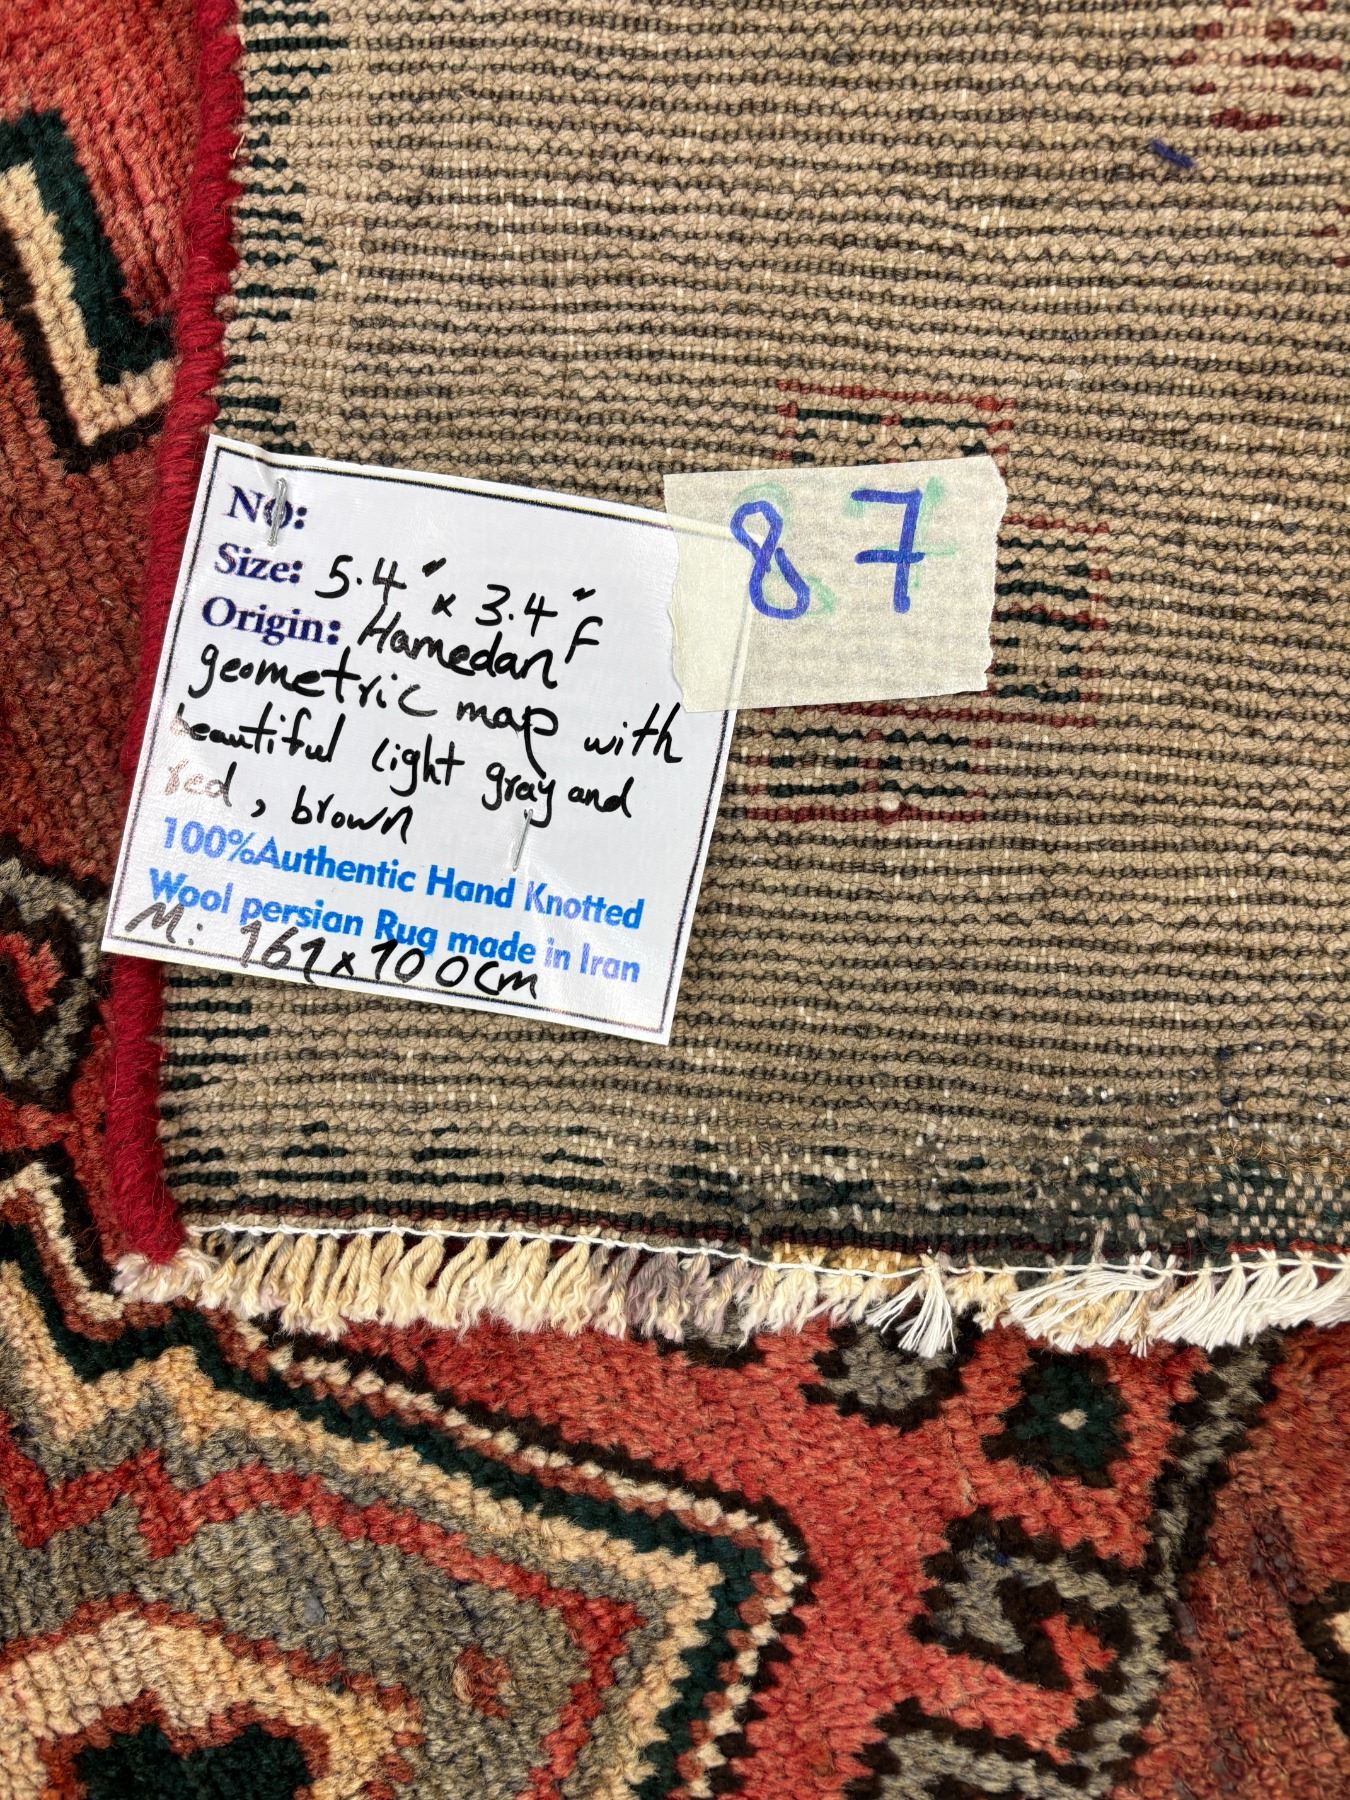 No:
Size: 5.4" x 3.4" F
Origin: Hamedan
geometric map with
beautiful light gray and
red, brown
100%Authentic Hand Knotted
Wool persian Rug made in Iran
M: 161x100cm
87